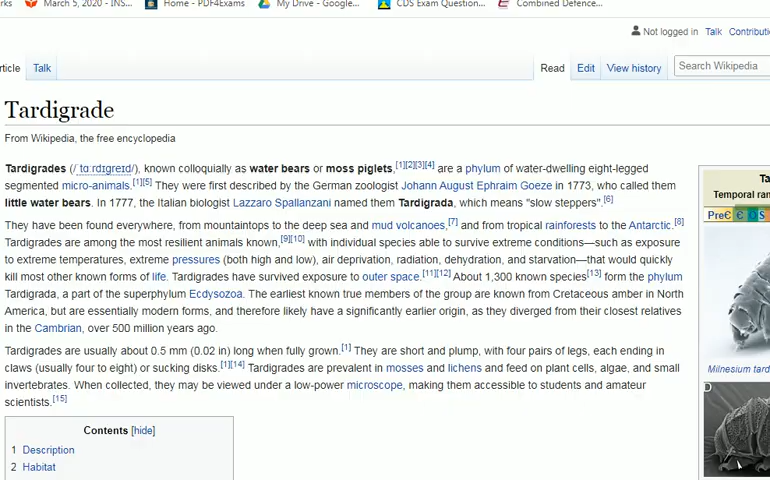 March 5, 2020 - INS... Home - PDF4Exams My Drive - Google... CDS Exam Question... Combined Defence...
Not logged in Talk
Talk Read Edit View history Search Wikipedia
Tardigrade
From Wikipedia, the free encyclopedia
Tardigrades (/ˈtɑːrdɪɡreɪd/), known colloquially as water bears or moss piglets,[1][2][3][4] are a phylum of water-dwelling eight-legged
segmented micro-animals.[1][5] They were first described by the German zoologist Johann August Ephraim Goeze in 1773, who called them
little water bears. In 1777, the Italian biologist Lazzaro Spallanzani named them Tardigrada, which means "slow steppers".[6]
They have been found everywhere, from mountaintops to the deep sea and mud volcanoes,[7] and from tropical rainforests to the Antarctic.[8]
Tardigrades are among the most resilient animals known,[9][10] with individual species able to survive extreme conditions—such as exposure
to extreme temperatures, extreme pressures (both high and low), air deprivation, radiation, dehydration, and starvation—that would quickly
kill most other known forms of life. Tardigrades have survived exposure to outer space.[11][12] About 1,300 known species[13] form the phylum
Tardigrada, a part of the superphylum Ecdysozoa. The earliest known true members of the group are known from Cretaceous amber in North
America, but are essentially modern forms, and therefore likely have a significantly earlier origin, as they diverged from their closest relatives
in the Cambrian, over 500 million years ago.
Tardigrades are usually about 0.5 mm (0.02 in) long when fully grown.[1] They are short and plump, with four pairs of legs, each ending in
claws (usually four to eight) or sucking disks.[1][14] Tardigrades are prevalent in mosses and lichens and feed on plant cells, algae, and small
invertebrates. When collected, they may be viewed under a low-power microscope, making them accessible to students and amateur
scientists.[15]
Contents [hide]
1 Description
2 Habitat
Temporal ran
PreЄ Є O S
Milnesium tard
D